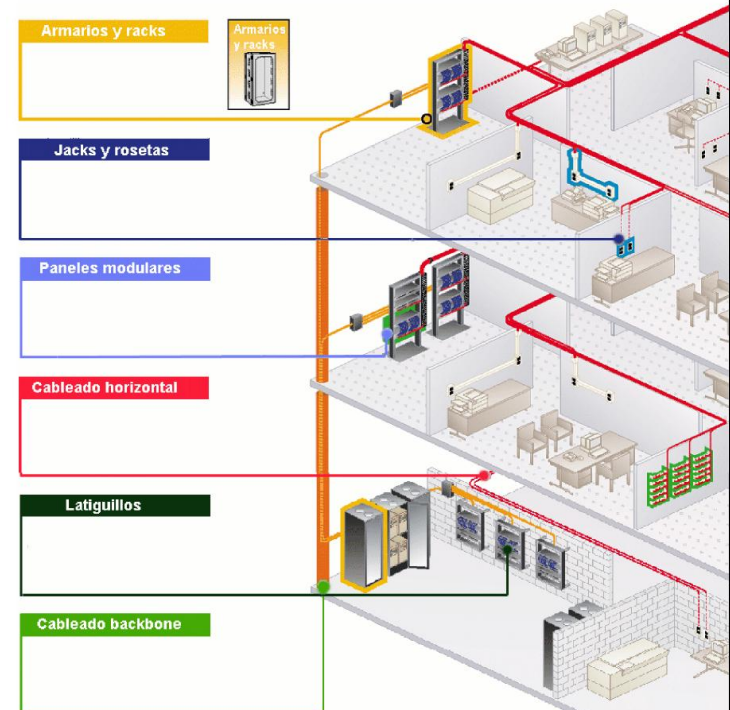 Armarios y racks
Armarios
y racks
Jacks y rosetas
Paneles modulares
Cableado horizontal
Latiguillos
Cableado backbone